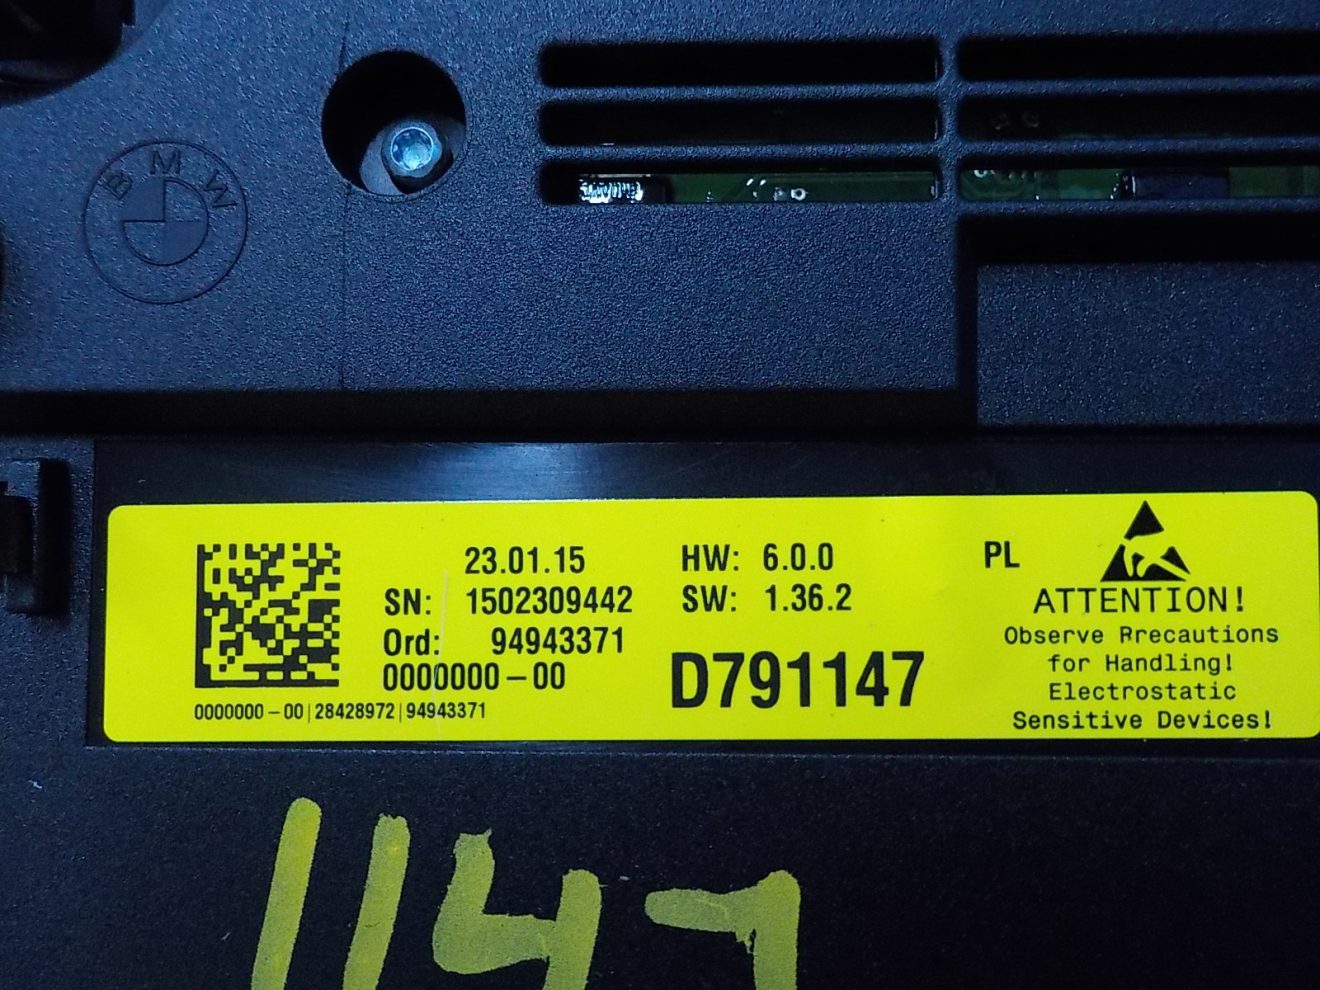 BMW
23.01.15
SN: 1502309442
Ord: 94943371
0000000-00
0000000-00|28428972|94943371
HW: 6.0.0
SW: 1.36.2
D791147
PL
ATTENTION!
Observe Rrecautions
for Handling!
Electrostatic
Sensitive Devices!
1147